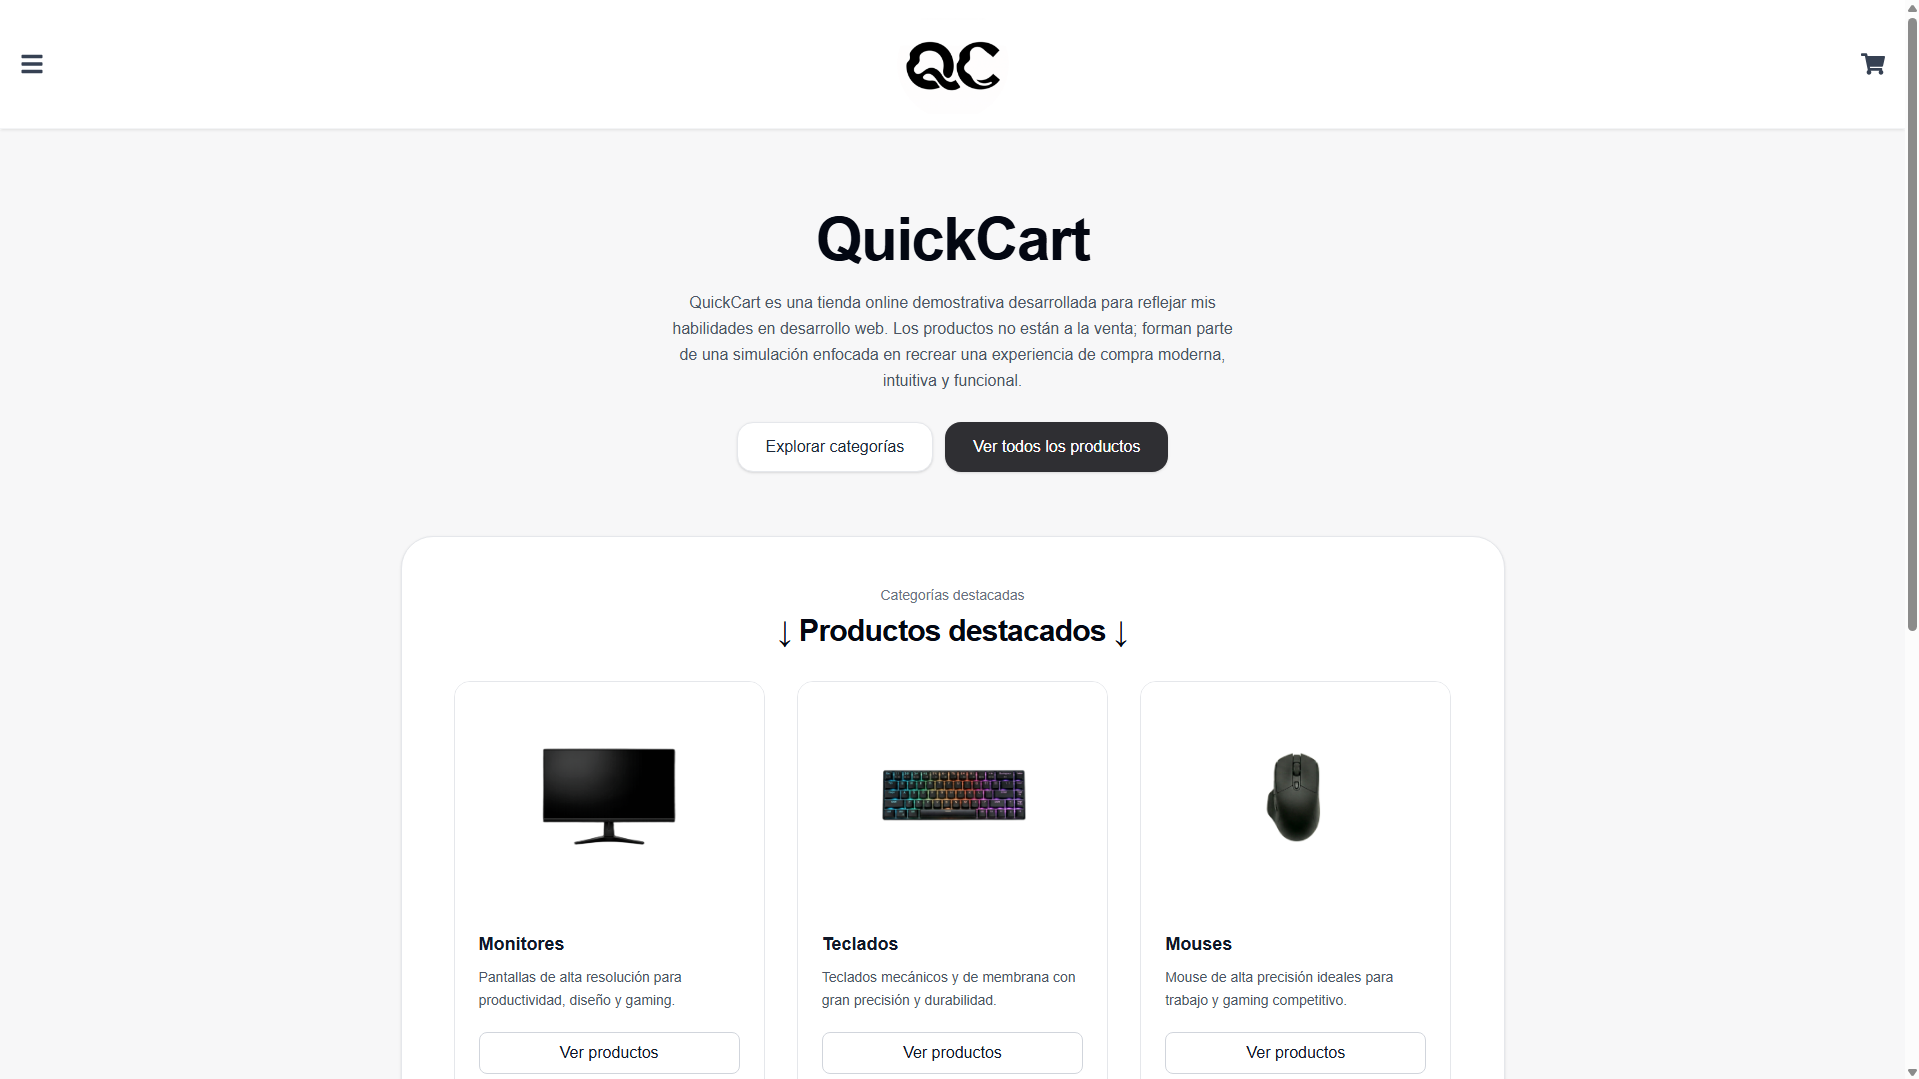 QC
QuickCart
QuickCart es una tienda online demostrativa desarrollada para reflejar mis
habilidades en desarrollo web. Los productos no están a la venta; forman parte
de una simulación enfocada en recrear una experiencia de compra moderna,
intuitiva y funcional.
Explorar categorías
Ver todos los productos
Categorías destacadas
↓ Productos destacados ↓
Monitores
Pantallas de alta resolución para
productividad, diseño y gaming.
Ver productos
Teclados
Teclados mecánicos y de membrana con
gran precisión y durabilidad.
Ver productos
Mouses
Mouse de alta precisión ideales para
trabajo y gaming competitivo.
Ver productos